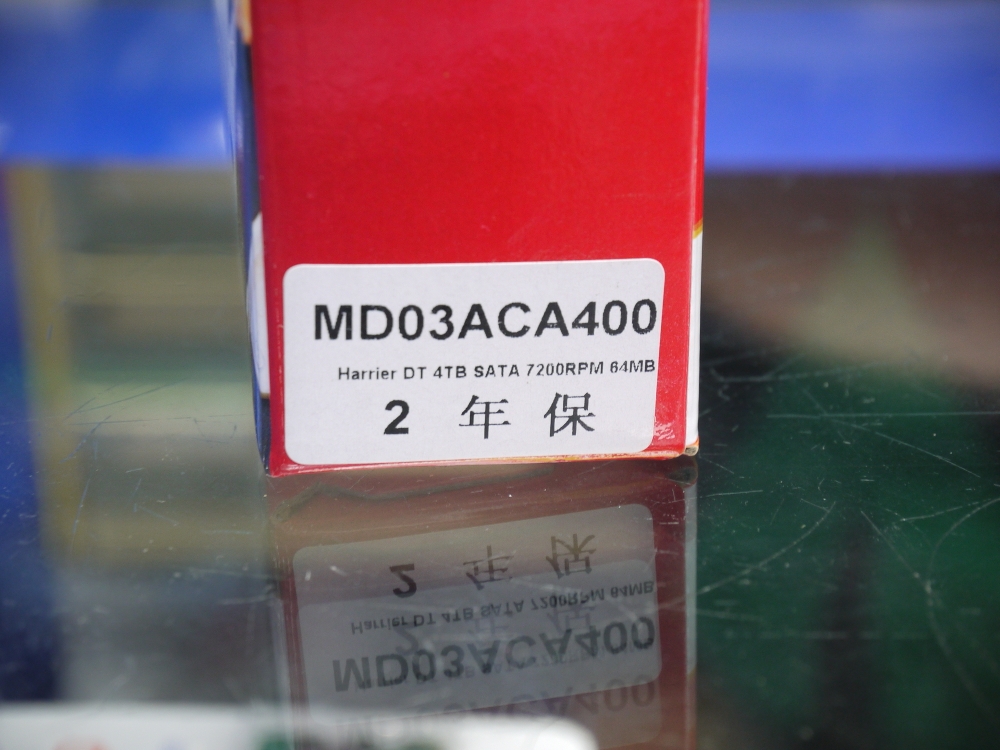 MD03ACA400
Harrier DT 4TB SATA 7200RPM 64MB
2 年 保